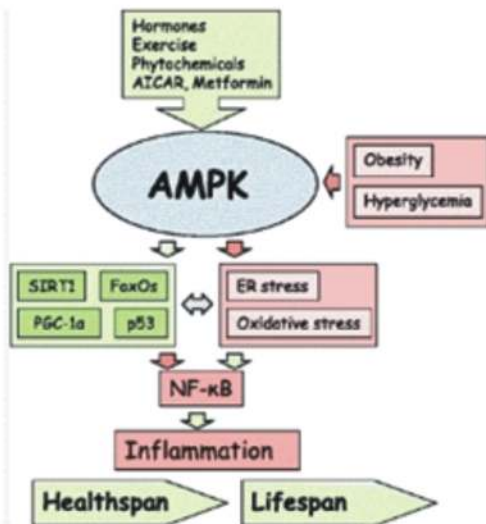 Hormones
Exercise
Phytochemicals
AICAR, Metformin
AMPK
Obesity
Hyperglycemia
SIRT1 FoxOs
PGC-1a p53
ER stress
Oxidative stress
NF-κB
Inflammation
Healthspan
Lifespan